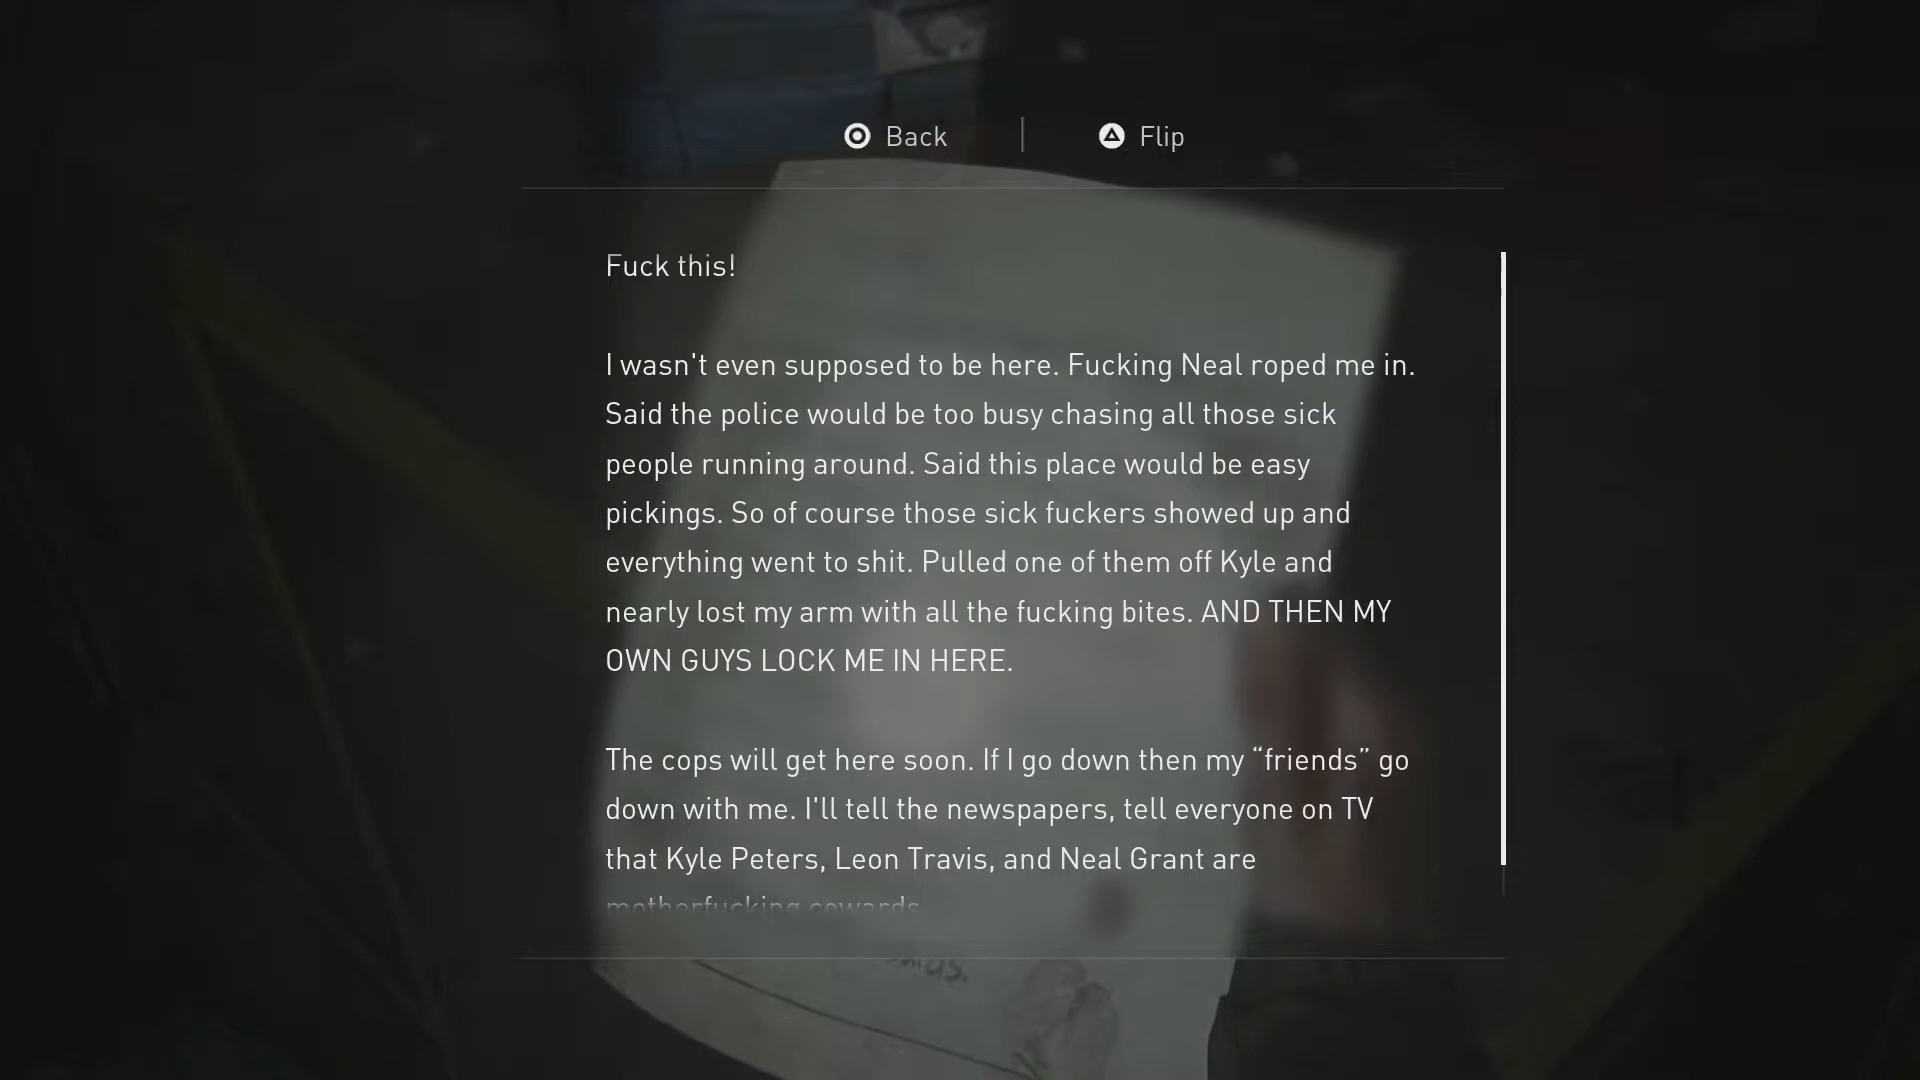 Back | Flip
Fuck this!
I wasn't even supposed to be here. Fucking Neal roped me in.
Said the police would be too busy chasing all those sick
people running around. Said this place would be easy
pickings. So of course those sick fuckers showed up and
everything went to shit. Pulled one of them off Kyle and
nearly lost my arm with all the fucking bites. AND THEN MY
OWN GUYS LOCK ME IN HERE.
The cops will get here soon. If I go down then my “friends” go
down with me. I'll tell the newspapers, tell everyone on TV
that Kyle Peters, Leon Travis, and Neal Grant are
motherfucking cowards